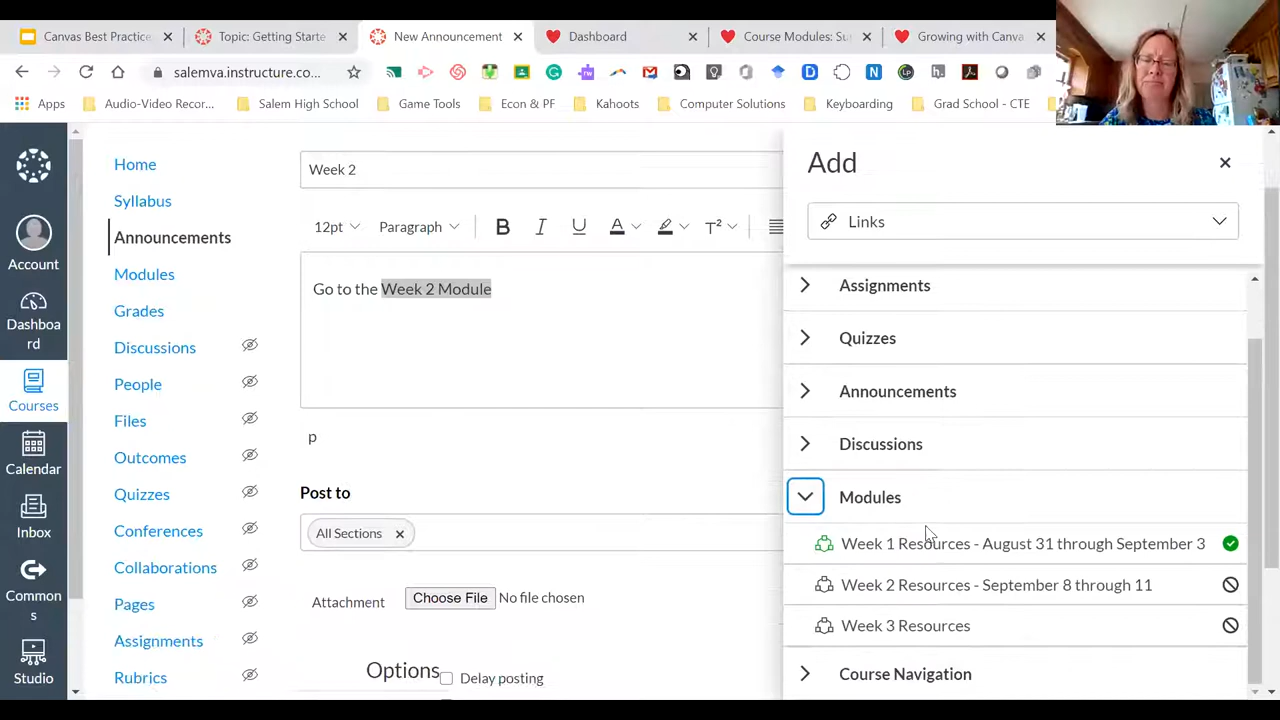 Canvas Best Practice
Topic: Getting Starte
New Announcement
Dashboard
Course Modules: Su
Growing with Canva
salemva.instructure.co...
Apps
Audio-Video Recor...
Salem High School
Game Tools
Econ & PF
Kahoots
Computer Solutions
Keyboarding
Grad School - CTE
Account
Dashboa
rd
Courses
Calendar
Inbox
Common
s
Studio
Home
Syllabus
Announcements
Modules
Grades
Discussions
People
Files
Outcomes
Quizzes
Conferences
Collaborations
Pages
Assignments
Rubrics
Week 2
12pt
Paragraph
B I U A T²
Go to the Week 2 Module
p
Post to
All Sections
Attachment
Choose File No file chosen
Options
Delay posting
Add
Links
Assignments
Quizzes
Announcements
Discussions
Modules
Week 1 Resources - August 31 through September 3
Week 2 Resources - September 8 through 11
Week 3 Resources
Course Navigation